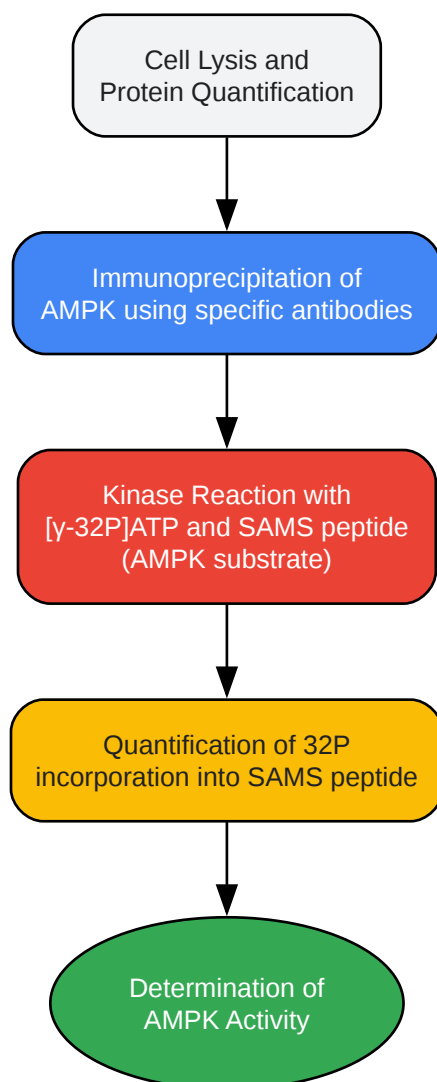 Cell Lysis and
Protein Quantification
Immunoprecipitation of
AMPK using specific antibodies
Kinase Reaction with
[γ-32P]ATP and SAMS peptide
(AMPK substrate)
Quantification of 32P
incorporation into SAMS peptide
Determination of
AMPK Activity